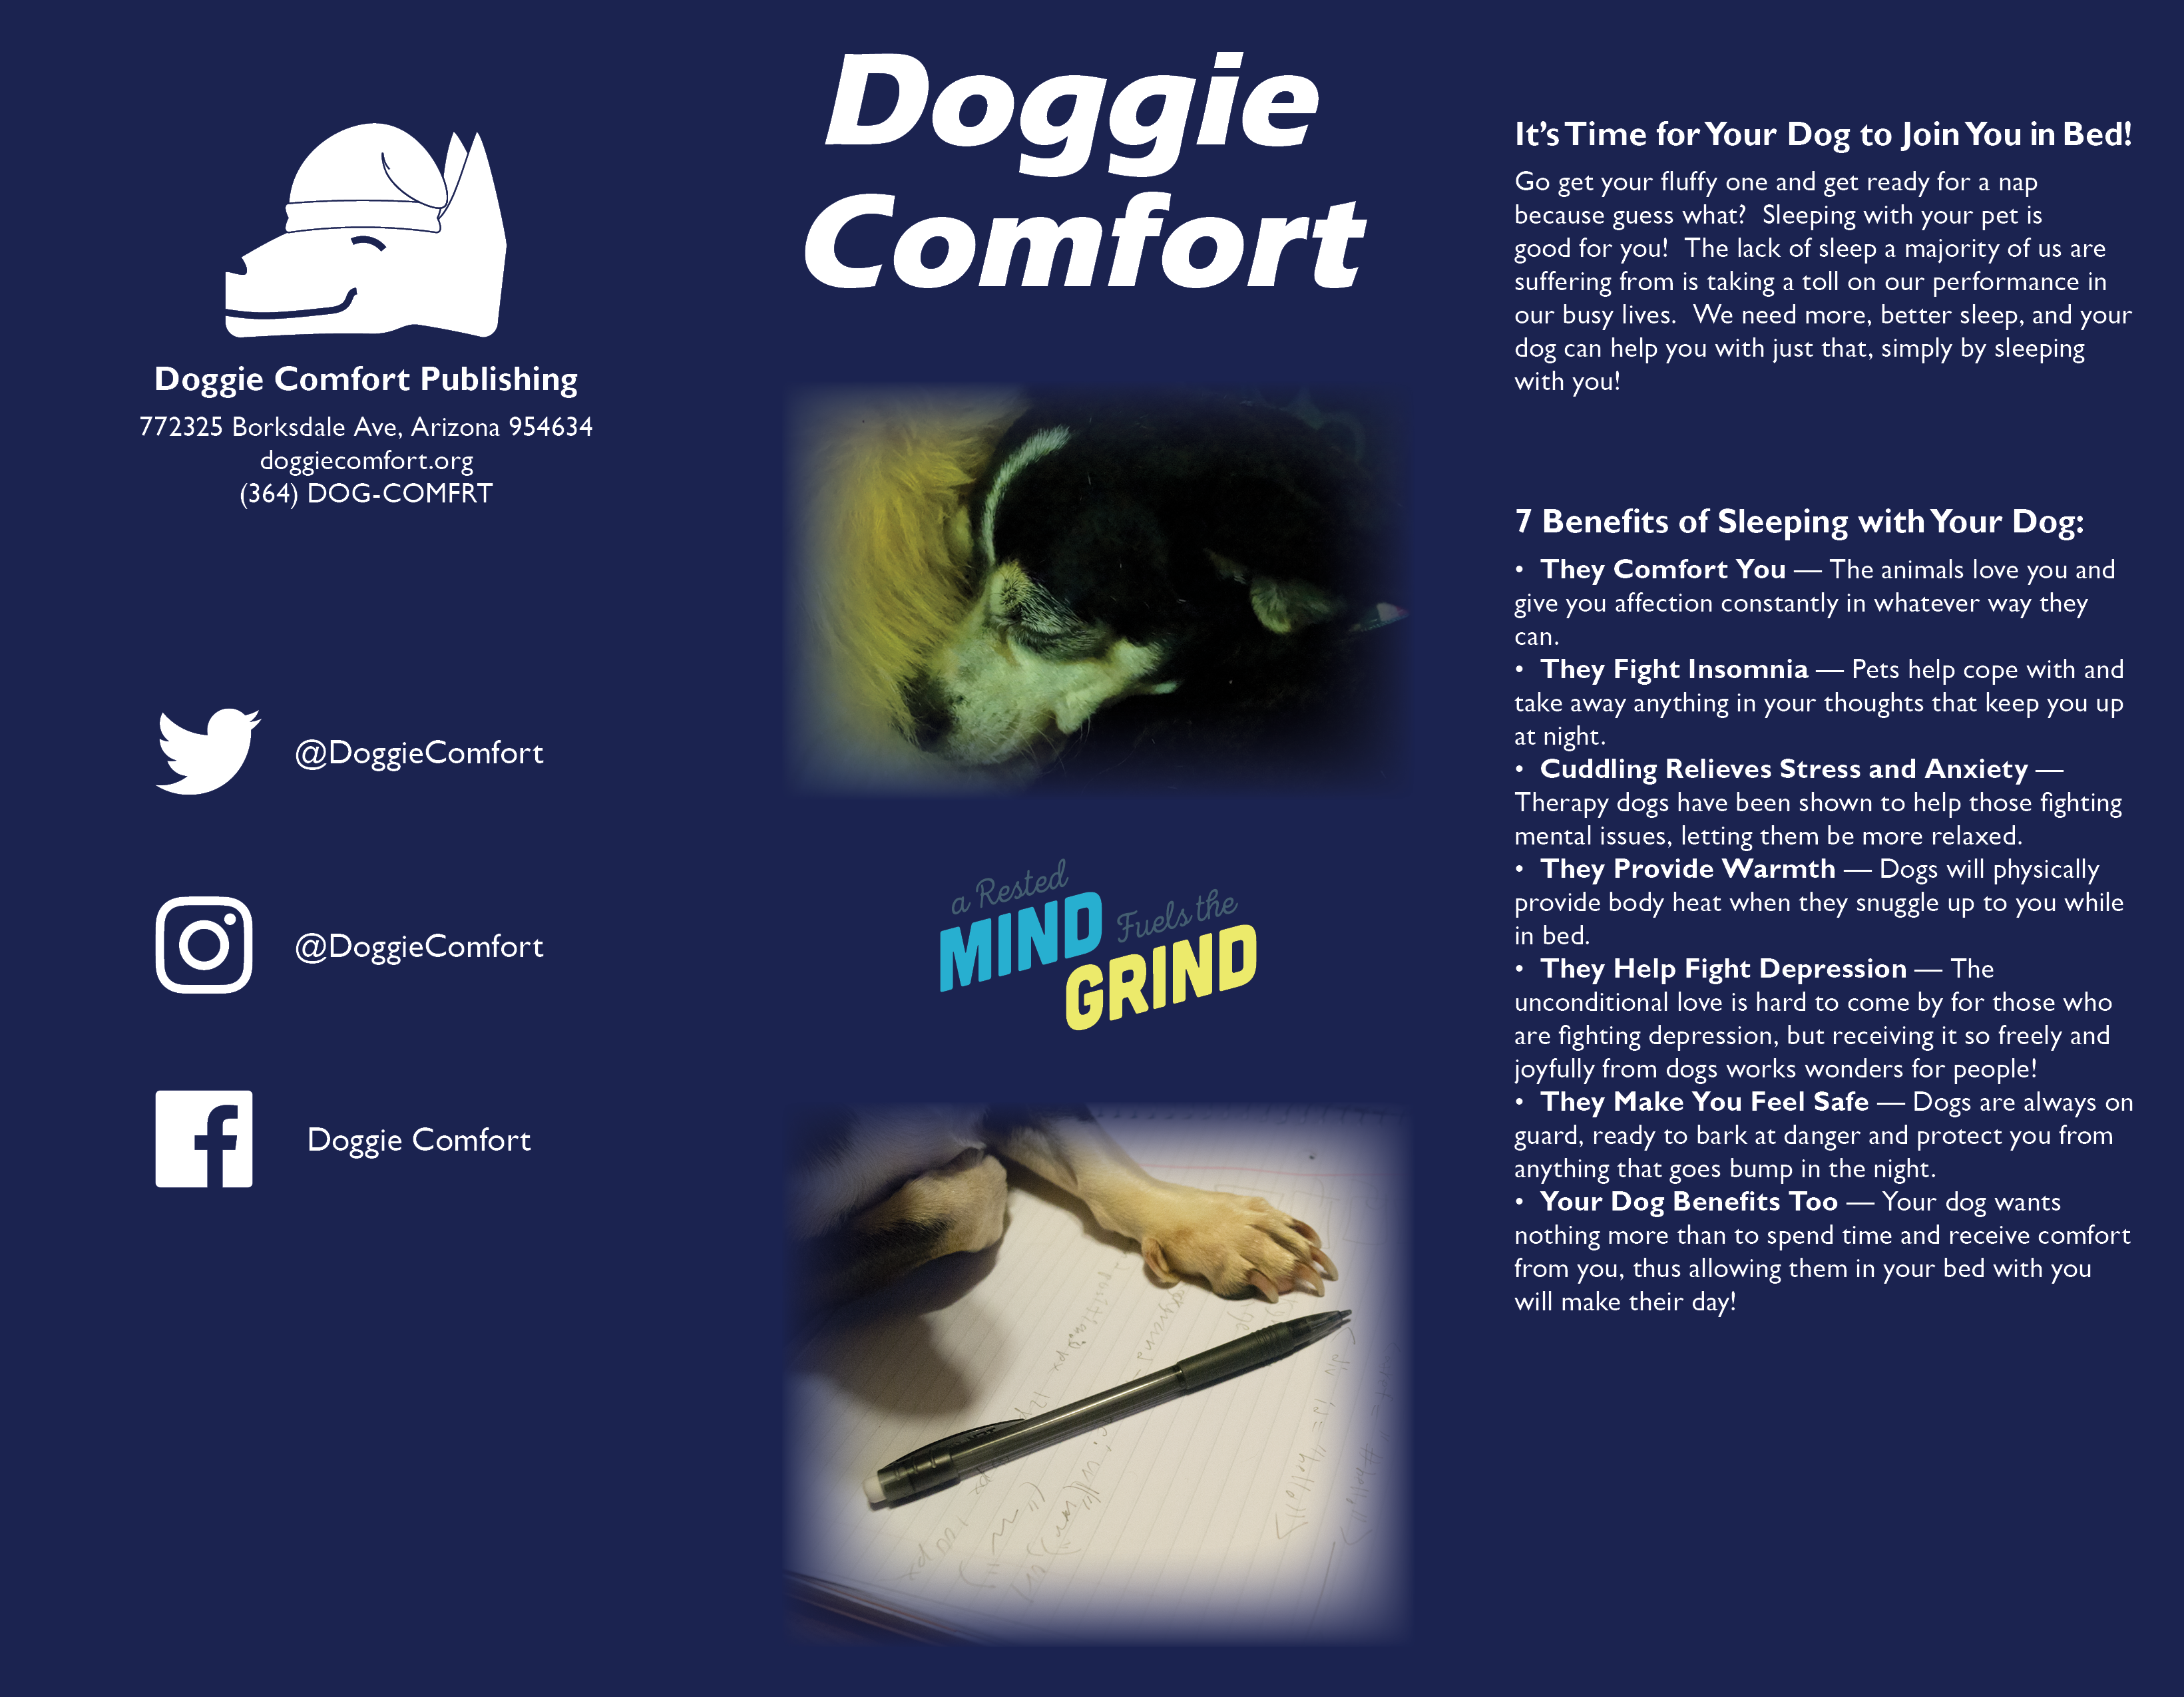 Doggie Comfort Publishing
772325 Borksdale Ave, Arizona 954634
doggiecomfort.org
(364) DOG-COMFRT
@DoggieComfort
@DoggieComfort
Doggie Comfort
Doggie
Comfort
a Rested
MIND
Fuels the
GRIND
It's Time for Your Dog to Join You in Bed!
Go get your fluffy one and get ready for a nap
because guess what?  Sleeping with your pet is
good for you!  The lack of sleep a majority of us are
suffering from is taking a toll on our performance in
our busy lives.  We need more, better sleep, and your
dog can help you with just that, simply by sleeping
with you!
7 Benefits of Sleeping with Your Dog:
• They Comfort You — The animals love you and
give you affection constantly in whatever way they
can.
• They Fight Insomnia — Pets help cope with and
take away anything in your thoughts that keep you up
at night.
• Cuddling Relieves Stress and Anxiety —
Therapy dogs have been shown to help those fighting
mental issues, letting them be more relaxed.
• They Provide Warmth — Dogs will physically
provide body heat when they snuggle up to you while
in bed.
• They Help Fight Depression — The
unconditional love is hard to come by for those who
are fighting depression, but receiving it so freely and
joyfully from dogs works wonders for people!
• They Make You Feel Safe — Dogs are always on
guard, ready to bark at danger and protect you from
anything that goes bump in the night.
• Your Dog Benefits Too — Your dog wants
nothing more than to spend time and receive comfort
from you, thus allowing them in your bed with you
will make their day!